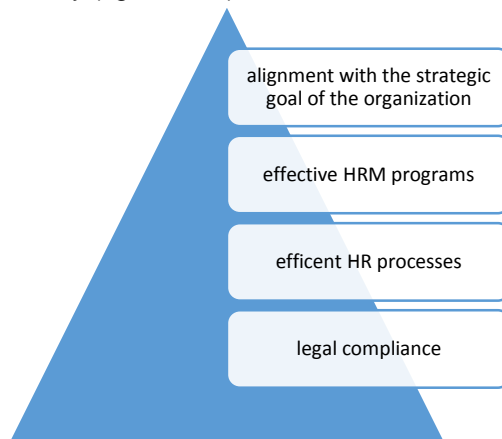 alignment with the strategic
goal of the organization
effective HRM programs
efficent HR processes
legal compliance